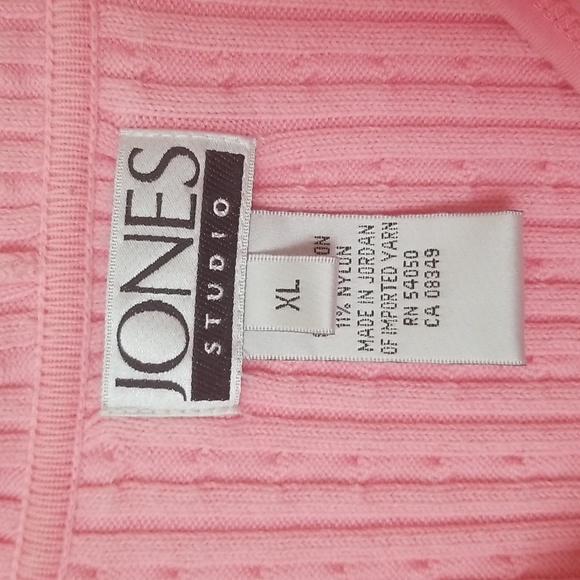 JONES
STUDIO
XL
11% NYLON
MADE IN JORDAN
OF IMPORTED YARN
RN 54050
CA 08349